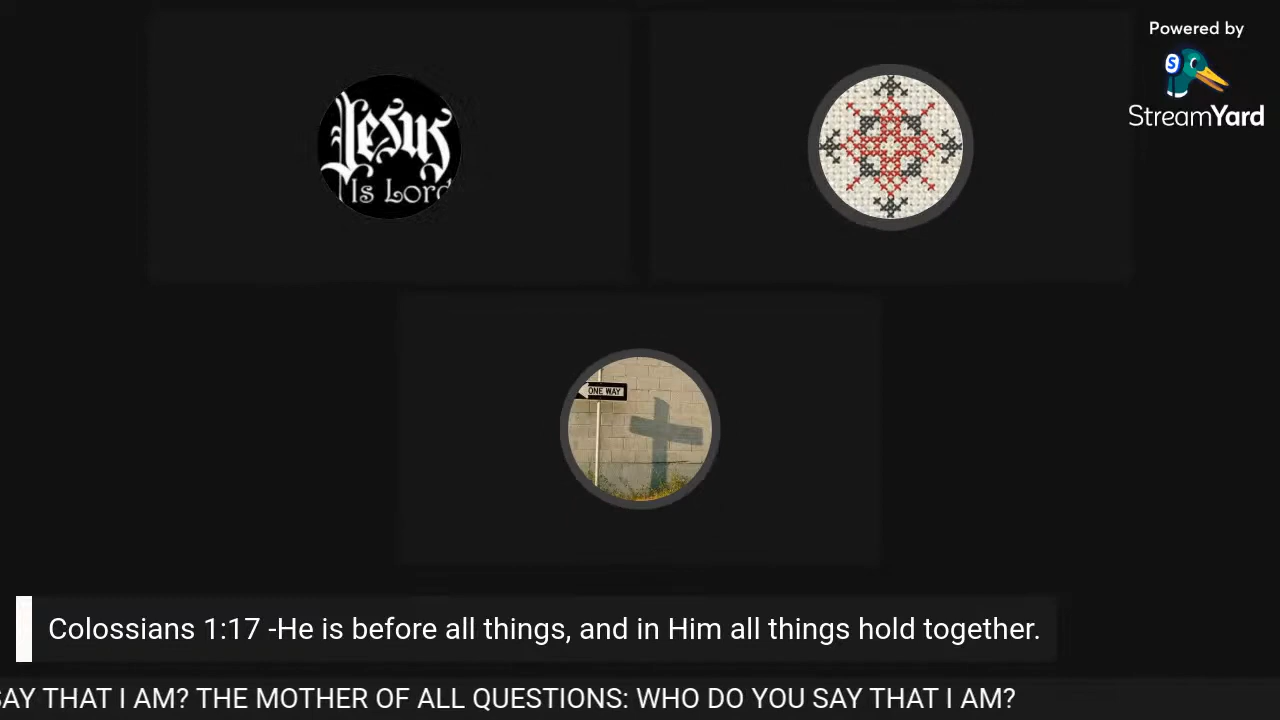 Powered by
S
StreamYard
Jesus
Is Lord
ONE WAY
Colossians 1:17 -He is before all things, and in Him all things hold together.
SAY THAT I AM? THE MOTHER OF ALL QUESTIONS: WHO DO YOU SAY THAT I AM?